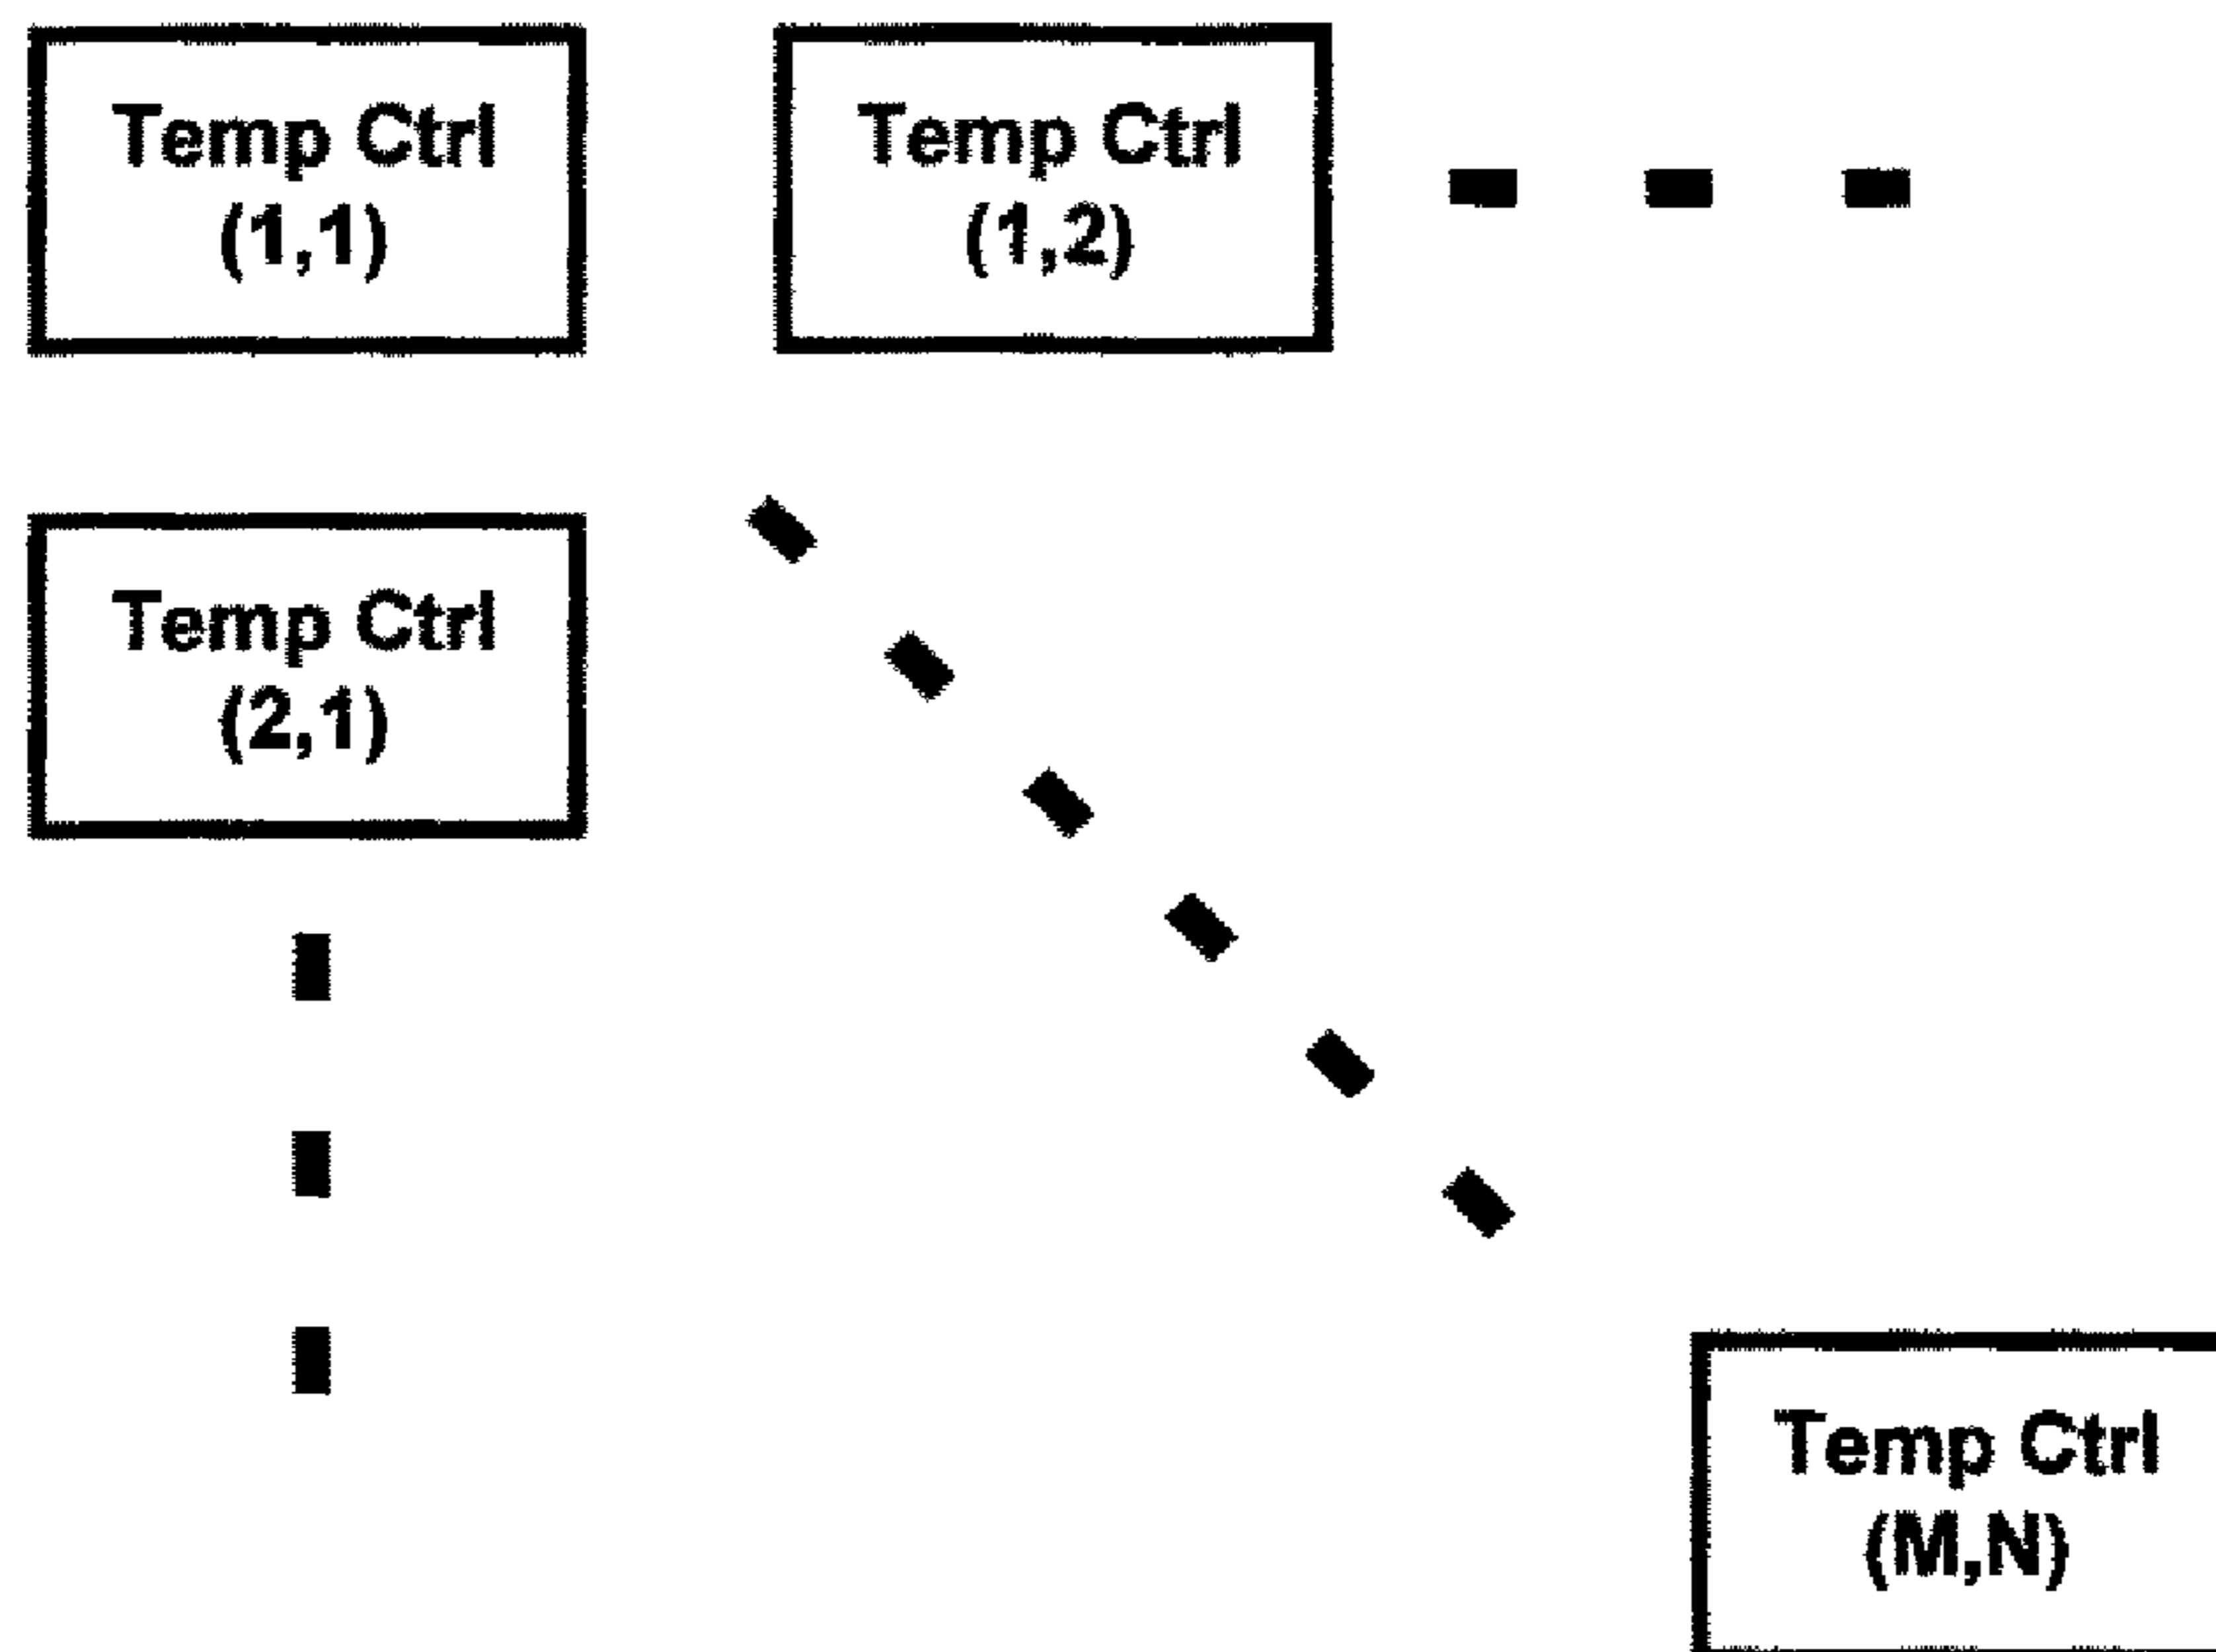 Temp Ctrl
(1,1)
Temp Ctrl
(1,2)
Temp Ctrl
(2,1)
Temp Ctrl
(M,N)